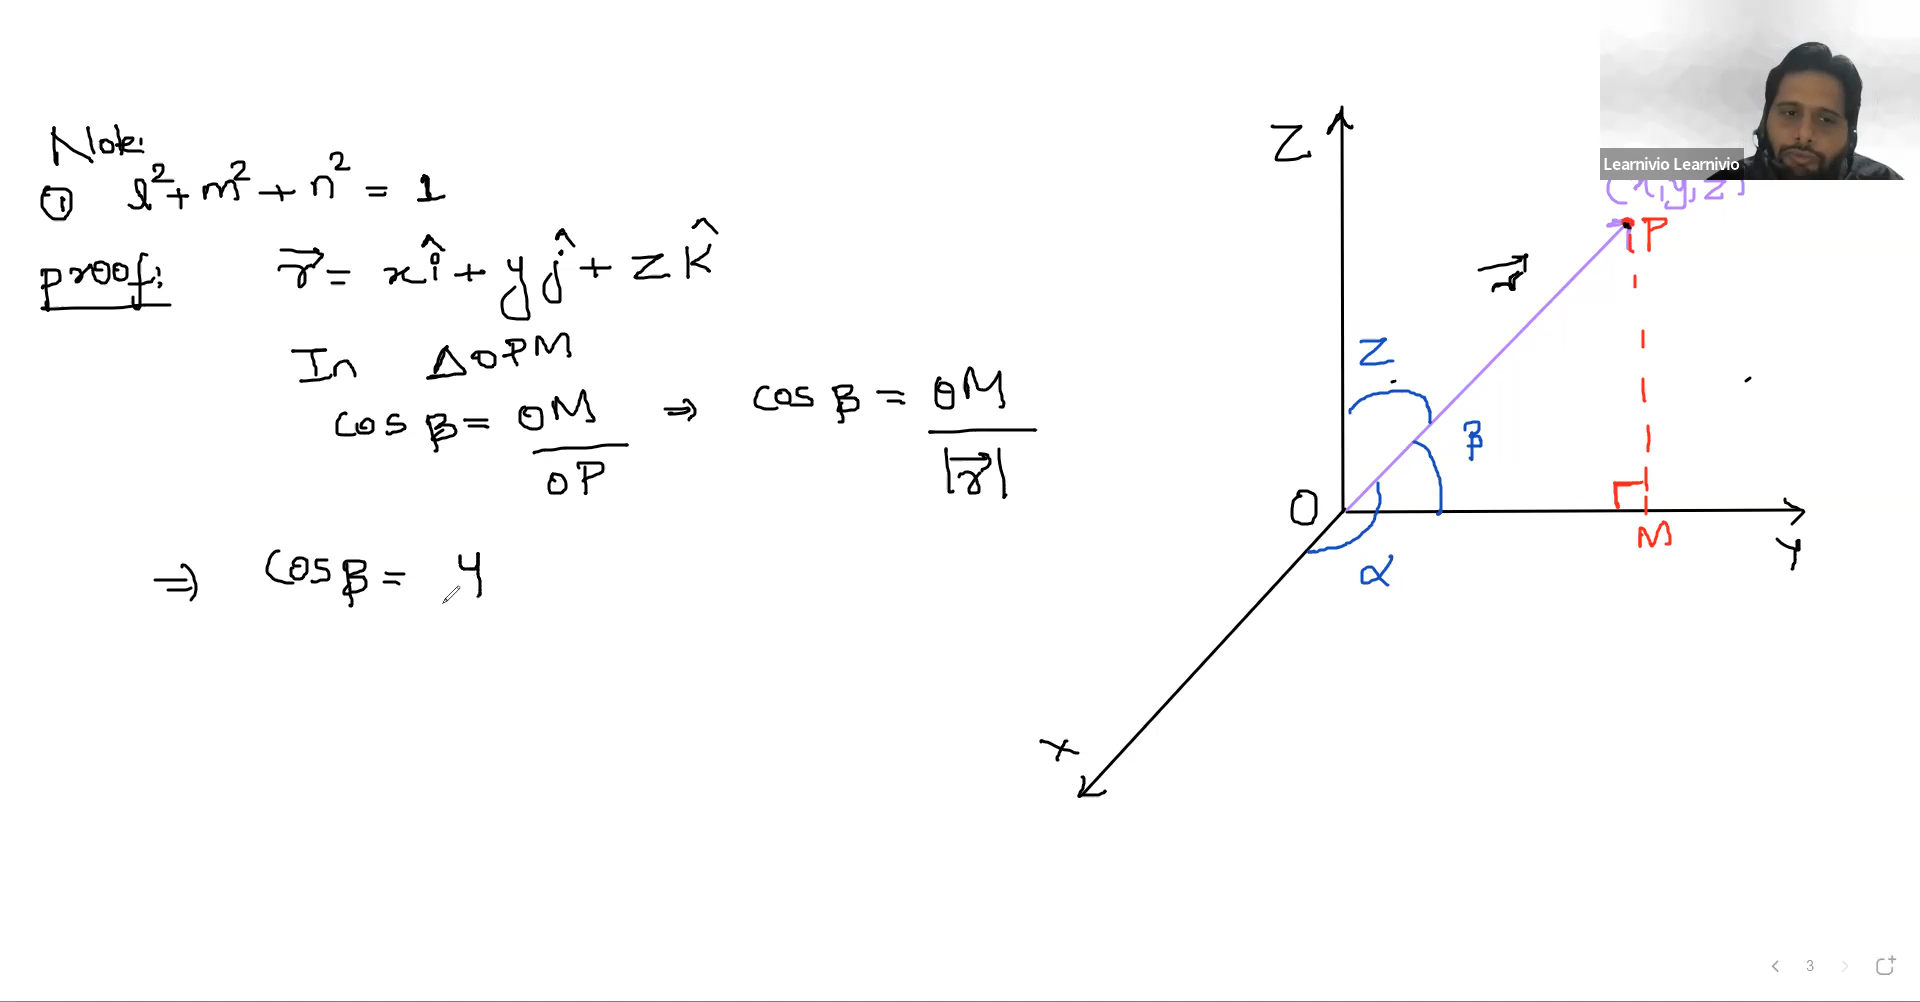 Note:
① l² + m² + n² = 1
proof: r⃗ = xî + yĵ + zK̂
In ΔOPM
cos β = OM/OP ⇒ cos β = OM/|r⃗|
⇒ cos β = y
Learnivio Learnivio
(x, y, z)
Z
P
r⃗
Z
β
O
M
Y
α
X
3